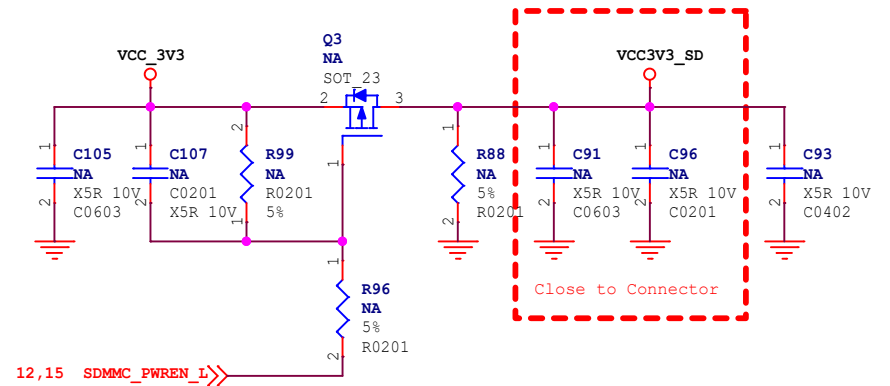 VCC_3V3
Q3
NA
SOT_23
2
3
VCC3V3_SD
1
C105
NA
X5R 10V
C0603
2
1
C107
NA
C0201
X5R 10V
2
2
R99
NA
R0201
5%
1
1
1
R88
NA
5%
R0201
2
1
C91
NA
X5R 10V
C0603
2
1
C96
NA
X5R 10V
C0201
2
1
C93
NA
X5R 10V
C0402
2
Close to Connector
1
R96
NA
5%
R0201
2
12,15 SDMMC_PWREN_L